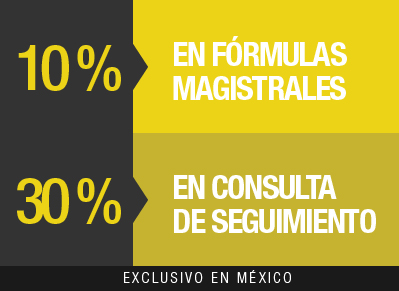 10%
EN FÓRMULAS
MAGISTRALES
30%
EN CONSULTA
DE SEGUIMIENTO
EXCLUSIVO EN MÉXICO